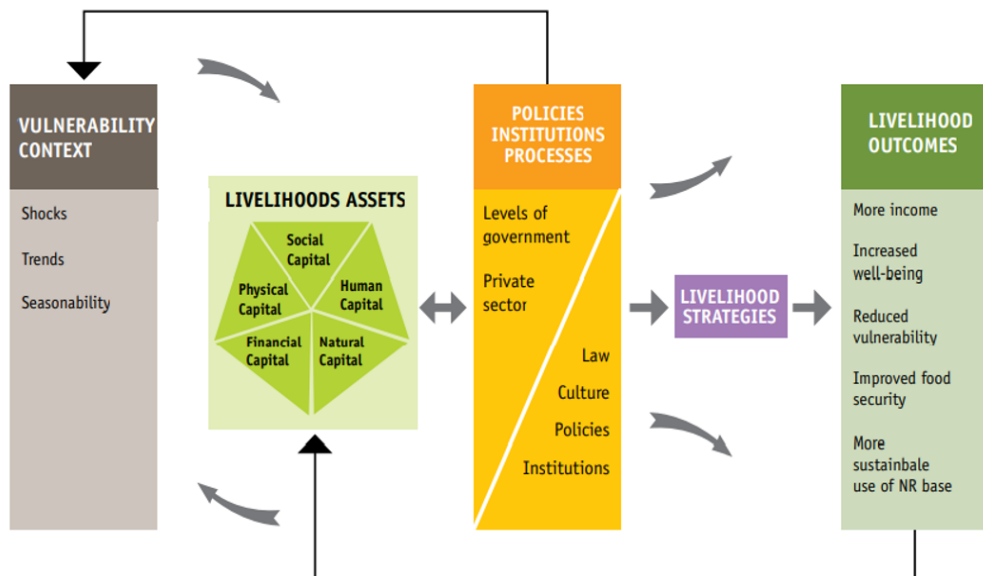 VULNERABILITY
CONTEXT
Shocks
Trends
Seasonability
LIVELIHOODS ASSETS
Social
Capital
Physical
Capital
Human
Capital
Financial
Capital
Natural
Capital
POLICIES
INSTITUTIONS
PROCESSES
Levels of
government
Private
sector
Law
Culture
Policies
Institutions
LIVELIHOOD
STRATEGIES
LIVELIHOOD
OUTCOMES
More income
Increased
well-being
Reduced
vulnerability
Improved food
security
More
sustainbale
use of NR base